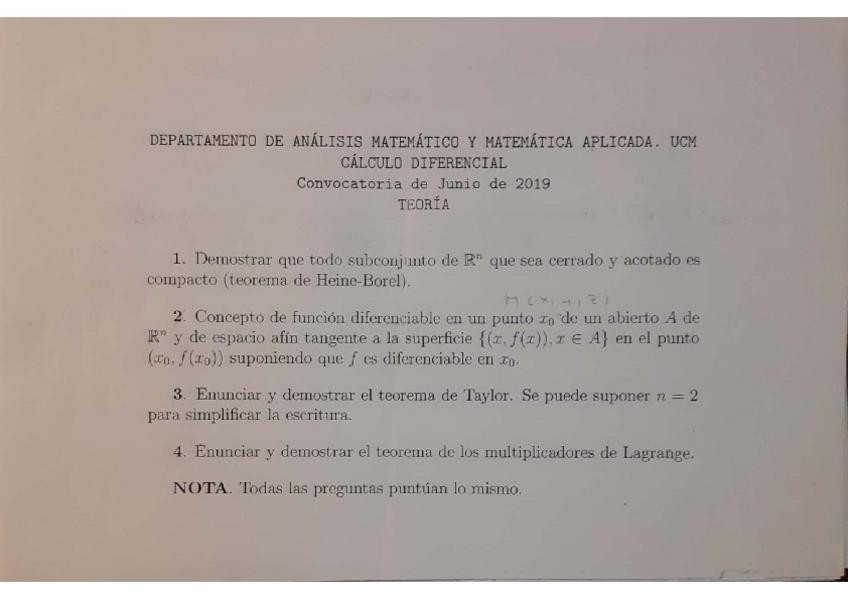 DEPARTAMENTO DE ANÁLISIS MATEMÁTICO Y MATEMÁTICA APLICADA. UCM
CÁLCULO DIFERENCIAL
Convocatoria de Junio de 2019
TEORÍA
1. Demostrar que todo subconjunto de ℝⁿ que sea cerrado y acotado es
compacto (teorema de Heine-Borel).
M(x, y, z)
2. Concepto de función diferenciable en un punto x₀ de un abierto A de
ℝⁿ y de espacio afín tangente a la superficie {(x, f(x)), x ∈ A} en el punto
(x₀, f(x₀)) suponiendo que f es diferenciable en x₀.
3. Enunciar y demostrar el teorema de Taylor. Se puede suponer n = 2
para simplificar la escritura.
4. Enunciar y demostrar el teorema de los multiplicadores de Lagrange.
NOTA. Todas las preguntas puntúan lo mismo.